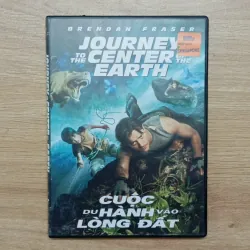 BRENDAN FRASER
JOURNEY
TO THE CENTER OF THE
EARTH
CUỘC
DU HÀNH VÀO
LÒNG ĐẤT